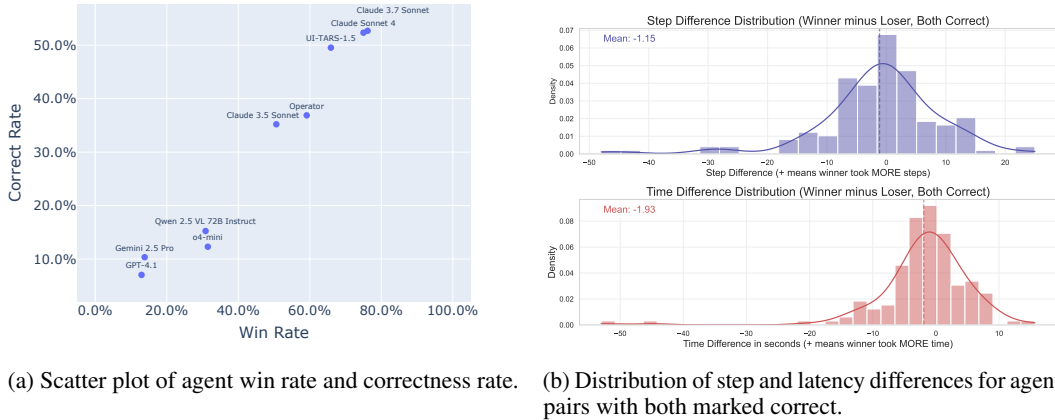 Claude 3.7 Sonnet
Claude Sonnet 4
UI-TARS-1.5
Operator
Claude 3.5 Sonnet
Qwen 2.5 VL 72B Instruct
o4-mini
Gemini 2.5 Pro
GPT-4.1
50.0%
40.0%
30.0%
20.0%
10.0%
Correct Rate
0.0% 20.0% 40.0% 60.0% 80.0% 100.0%
Win Rate
(a) Scatter plot of agent win rate and correctness rate.
Step Difference Distribution (Winner minus Loser, Both Correct)
Mean: -1.15
0.07
0.06
0.05
0.04
0.03
0.02
0.01
0.00
Density
−50 −40 −30 −20 −10 0 10 20
Step Difference (+ means winner took MORE steps)
Time Difference Distribution (Winner minus Loser, Both Correct)
Mean: -1.93
0.08
0.06
0.04
0.02
0.00
Density
−50 −40 −30 −20 −10 0 10
Time Difference in seconds (+ means winner took MORE time)
(b) Distribution of step and latency differences for agen
pairs with both marked correct.